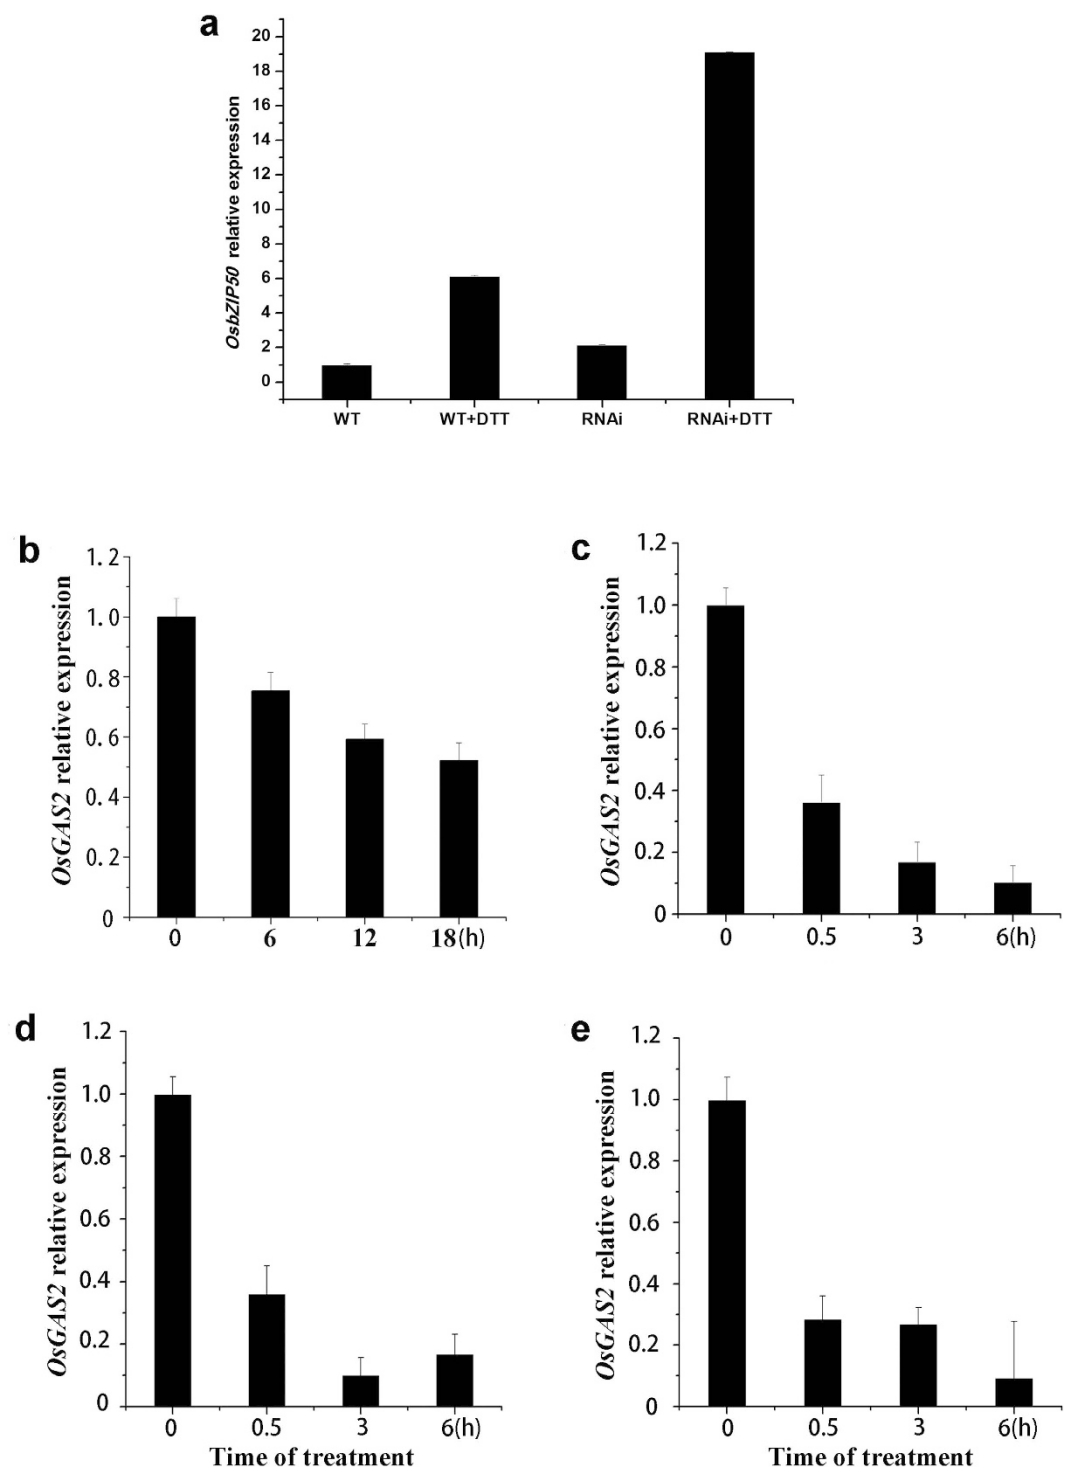 a
OsbZIP50 relative expression
20
18
16
14
12
10
8
6
4
2
0
WT WT+DTT RNAi RNAi+DTT
b
OsGAS2 relative expression
1.2
1.0
0.8
0.6
0.4
0.2
0
0 6 12 18(h)
c
OsGAS2 relative expression
1.2
1.0
0.8
0.6
0.4
0.2
0
0 0.5 3 6(h)
d
OsGAS2 relative expression
1.2
1.0
0.8
0.6
0.4
0.2
0
0 0.5 3 6(h)
Time of treatment
e
OsGAS2 relative expression
1.2
1.0
0.8
0.6
0.4
0.2
0
0 0.5 3 6(h)
Time of treatment